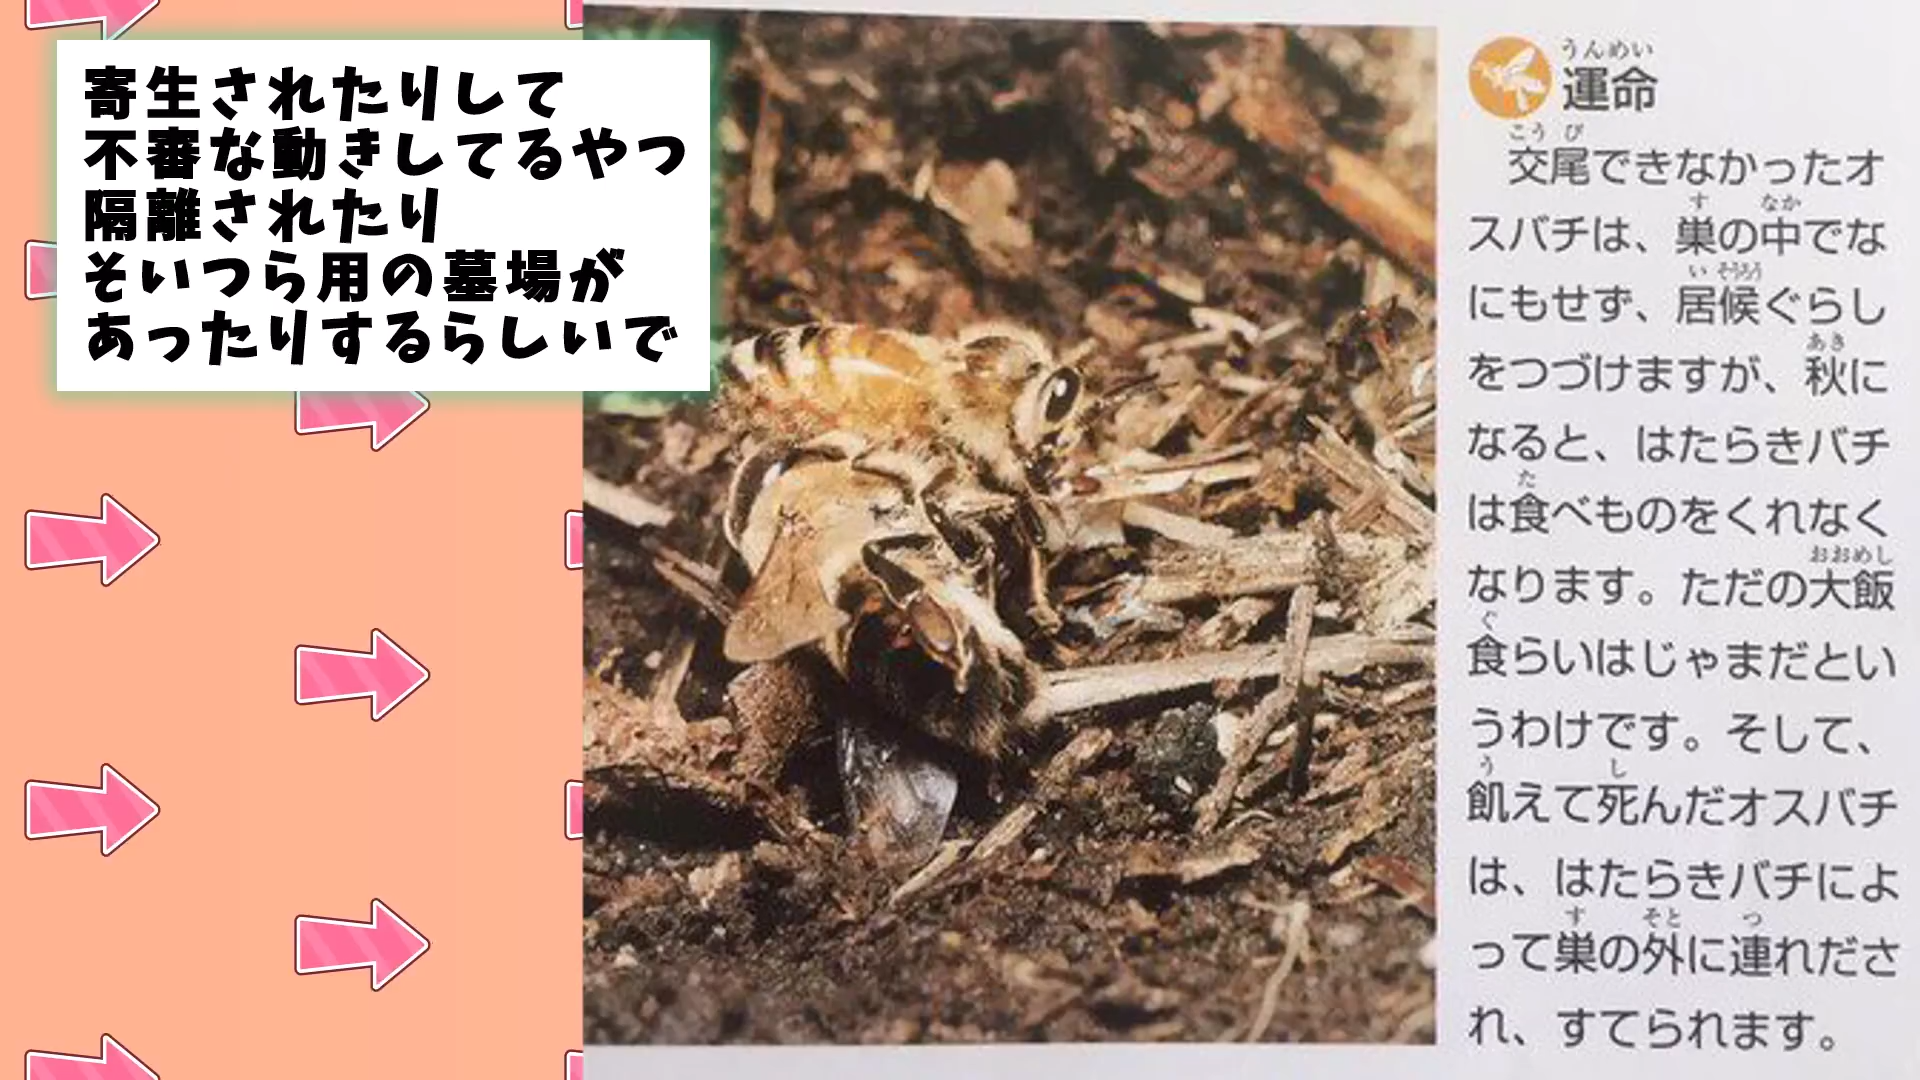 寄生されたりして
不審な動きしてるやつ
隔離されたり
そいつら用の墓場が
あったりするらしいで
うんめい
運命
こうび
交尾できなかったオ
す なか
スバチは、巣の中でな
い そうろう
にもせず、居候ぐらし
あき
をつづけますが、秋に
なると、はたらきバチ
た
は食べものをくれなく
おおめし
なります。ただの大飯
ぐ
食らいはじゃまだとい
うわけです。そして、
う し
飢えて死んだオスバチ
は、はたらきバチによ
す そと つ
って巣の外に連れださ
れ、すてられます。